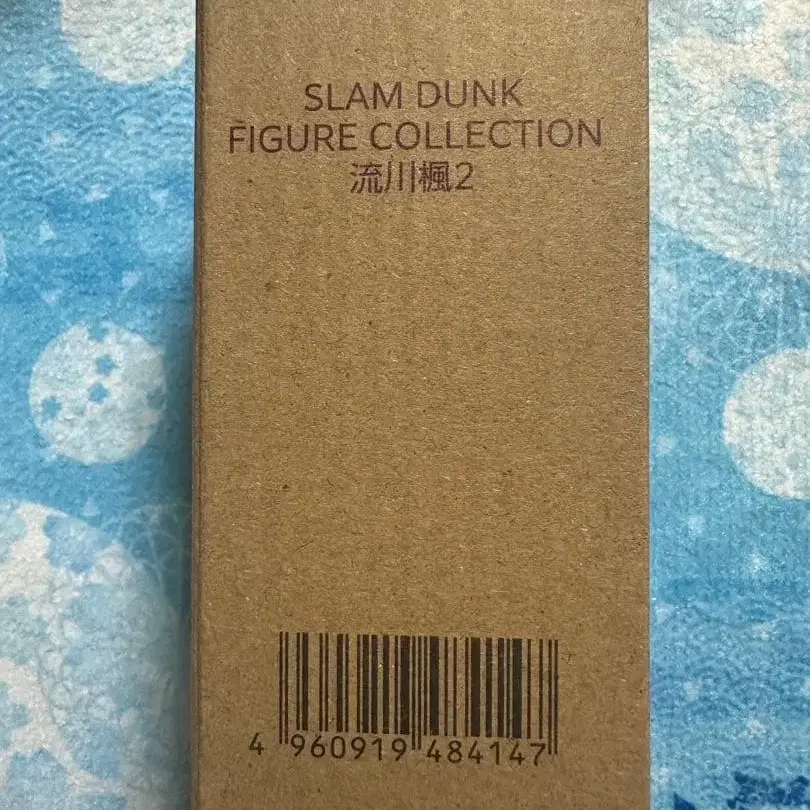 SLAM DUNK
FIGURE COLLECTION
流川楓2
4 960919 484147